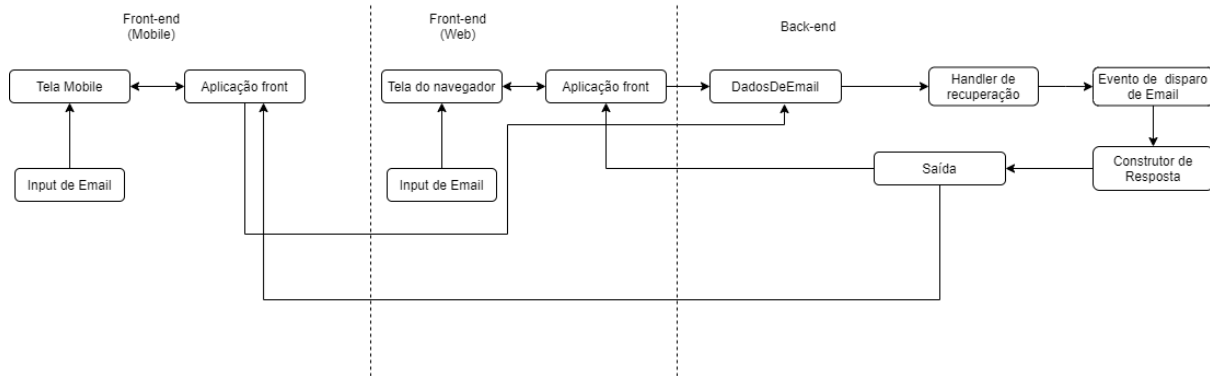 Front-end
(Mobile)
Front-end
(Web)
Back-end
Tela Mobile
Aplicação front
Tela do navegador
Aplicação front
DadosDeEmail
Handler de
recuperação
Evento de disparo
de Email
Input de Email
Input de Email
Saída
Construtor de
Resposta